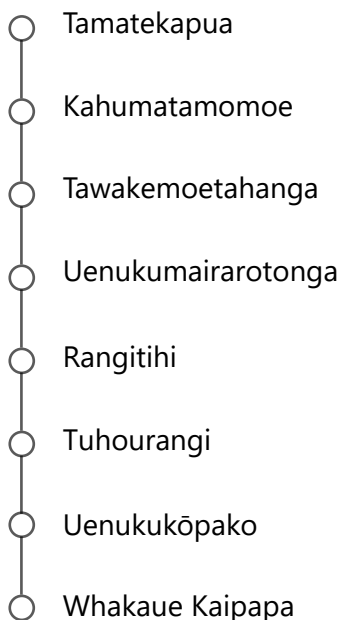 Tamatekapua
Kahumatamomoe
Tawakemoetahanga
Uenukumairarotonga
Rangitihi
Tuhourangi
Uenukukōpako
Whakaue Kaipapa